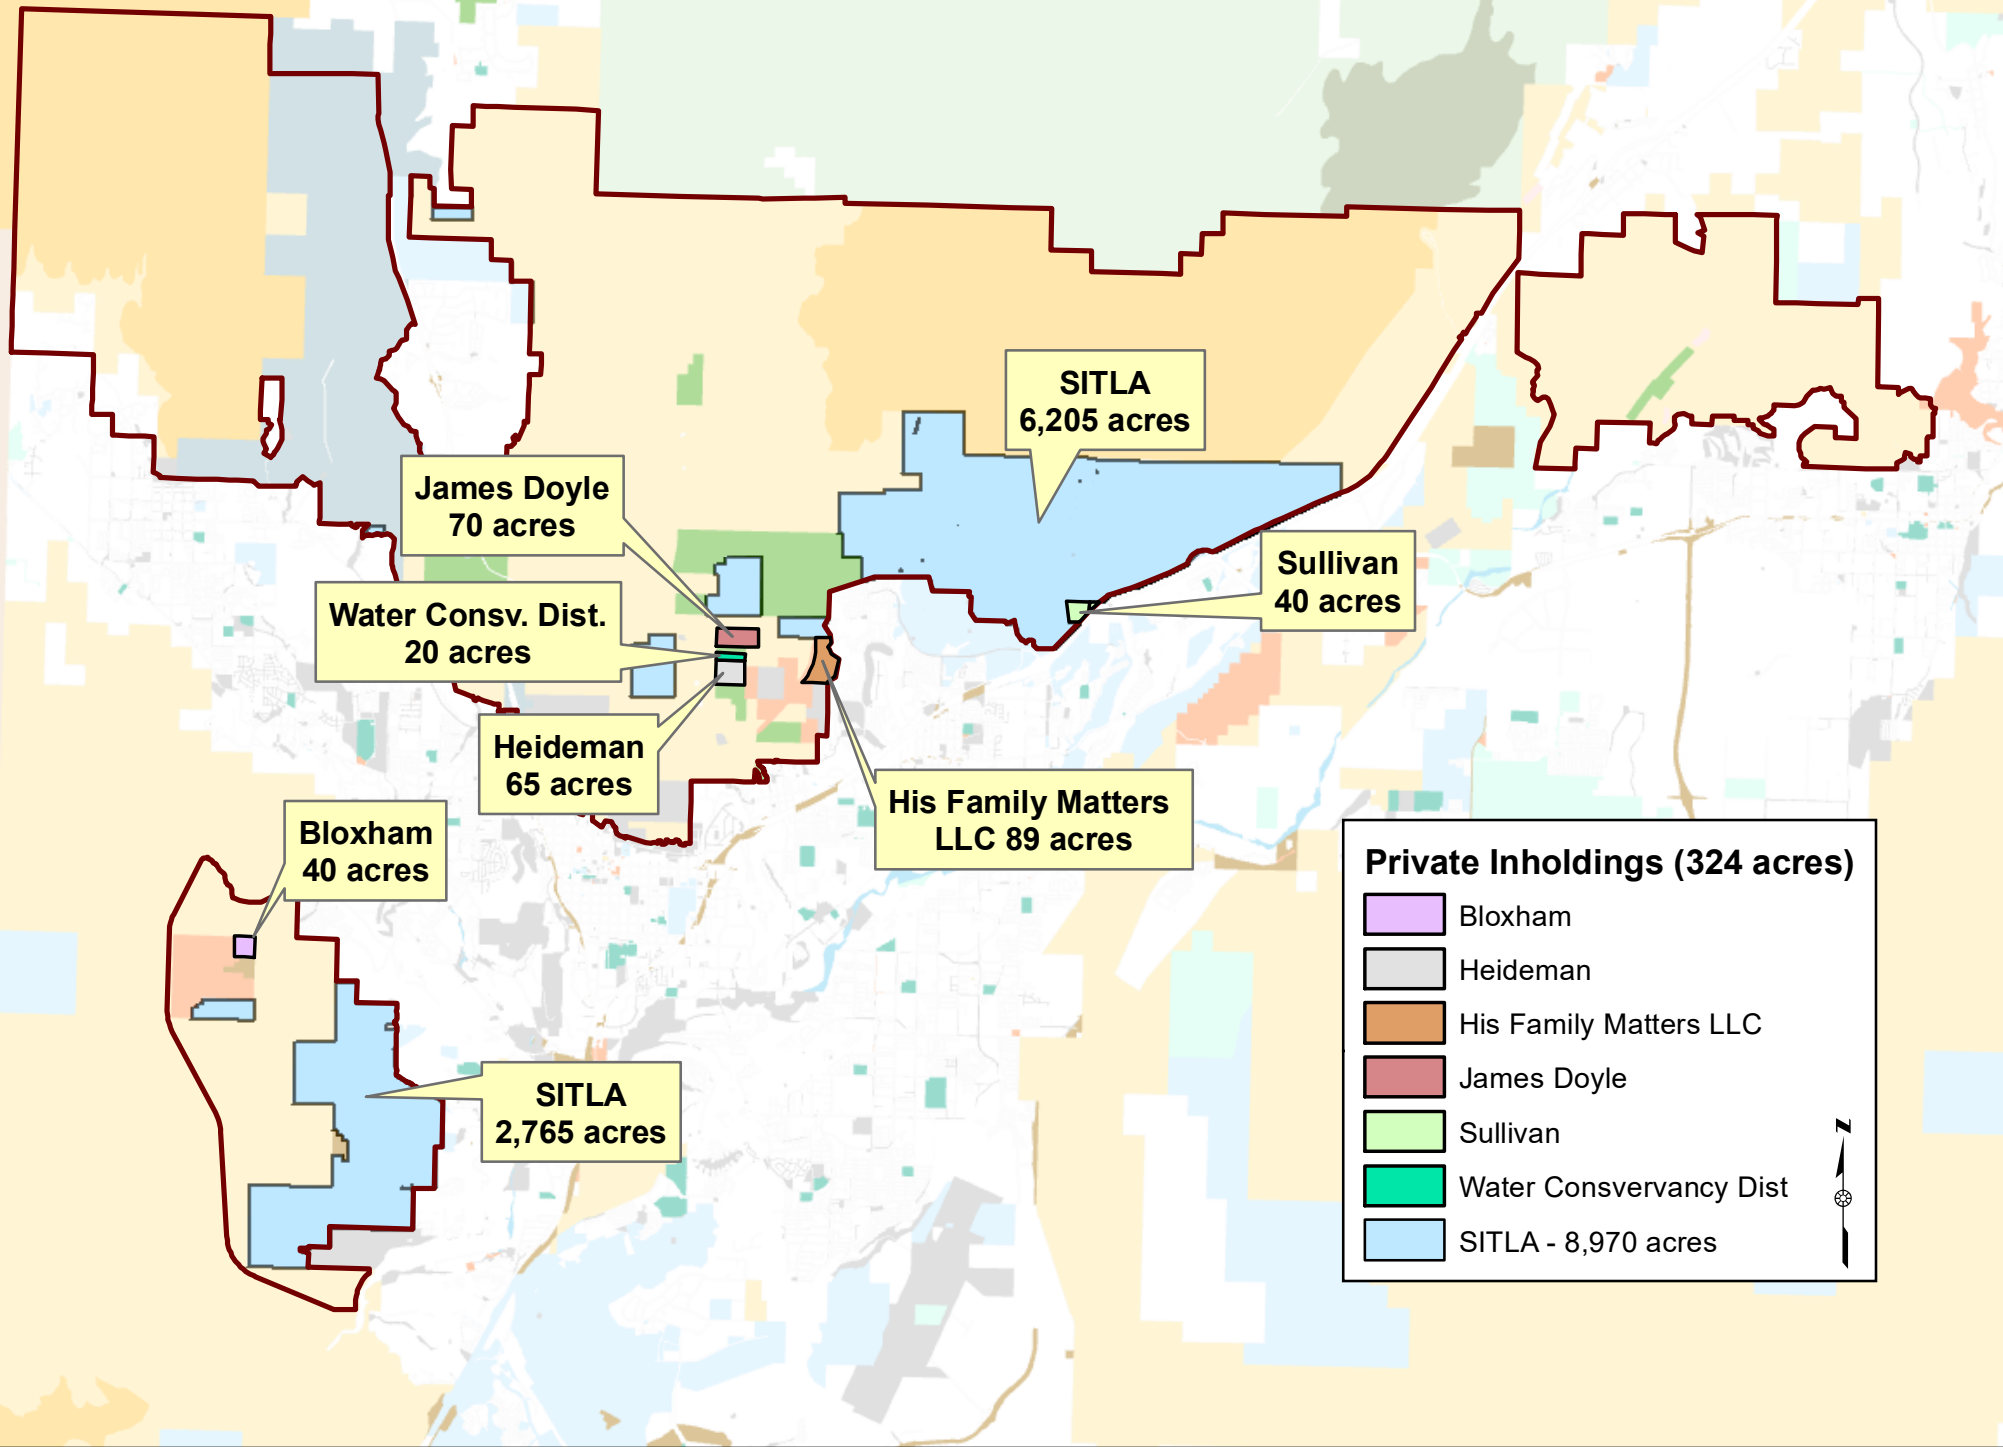 SITLA
6,205 acres
James Doyle
70 acres
Sullivan
40 acres
Water Consv. Dist.
20 acres
Heideman
65 acres
His Family Matters
LLC 89 acres
Bloxham
40 acres
SITLA
2,765 acres
Private Inholdings (324 acres)
Bloxham
Heideman
His Family Matters LLC
James Doyle
Sullivan
Water Consvervancy Dist
SITLA - 8,970 acres
N